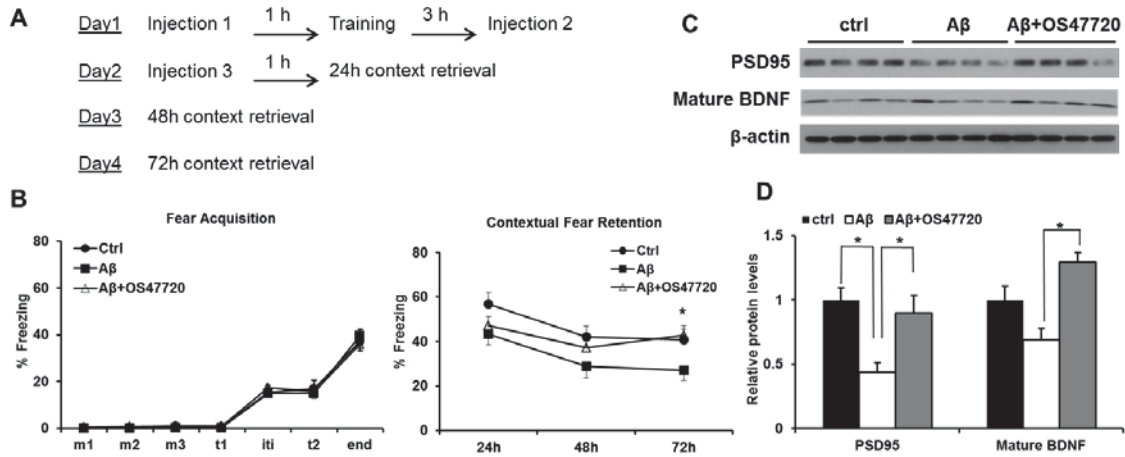 A
Day1 Injection 1 1 h Training 3 h Injection 2
Day2 Injection 3 1 h 24h context retrieval
Day3 48h context retrieval
Day4 72h context retrieval
B
Fear Acquisition
% Freezing
80
60
40
20
0
Ctrl
Aβ
Aβ+OS47720
m1 m2 m3 t1 iti t2 end
Contextual Fear Retention
% Freezing
80
60
40
20
0
Ctrl
Aβ
Aβ+OS47720
*
24h 48h 72h
C
ctrl Aβ Aβ+OS47720
PSD95
Mature BDNF
β-actin
D
ctrl Aβ Aβ+OS47720
Relative protein levels
1.5
1
0.5
0
* * *
PSD95 Mature BDNF